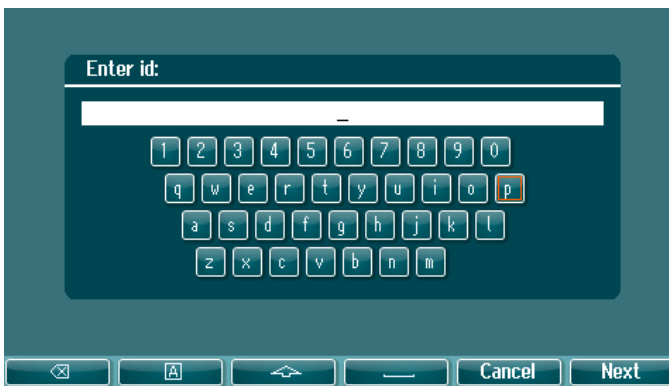 Enter id:
_
1 2 3 4 5 6 7 8 9 0
q w e r t y u i o p
a s d f g h j k l
z x c v b n m
A Cancel Next